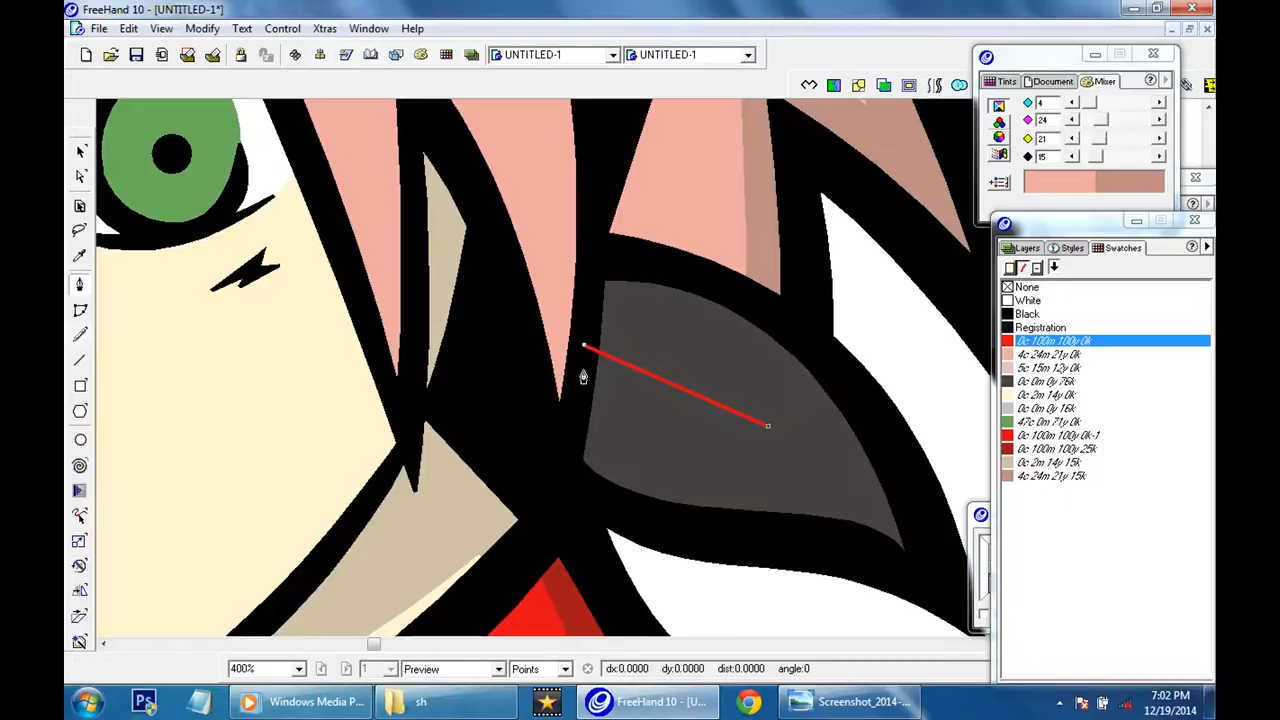 FreeHand 10 - [UNTITLED-1*]
File Edit View Modify Text Control Xtras Window Help
UNTITLED-1 UNTITLED-1
Tints Document Mixer
4
24
21
15
Layers Styles Swatches
None
White
Black
Registration
0c 100m 100y 0k
4c 24m 21y 0k
5c 15m 12y 0k
0c 0m 0y 76k
0c 2m 14y 0k
0c 0m 0y 16k
47c 0m 71y 0k
0c 100m 100y 0k-1
0c 100m 100y 25k
0c 2m 14y 15k
4c 24m 21y 15k
400% 1 Preview Points dx:0.0000 dy:0.0000 dist:0.0000 angle:0
Windows Media P... sh FreeHand 10 - [U... Screenshot_2014-...
7:02 PM
12/19/2014